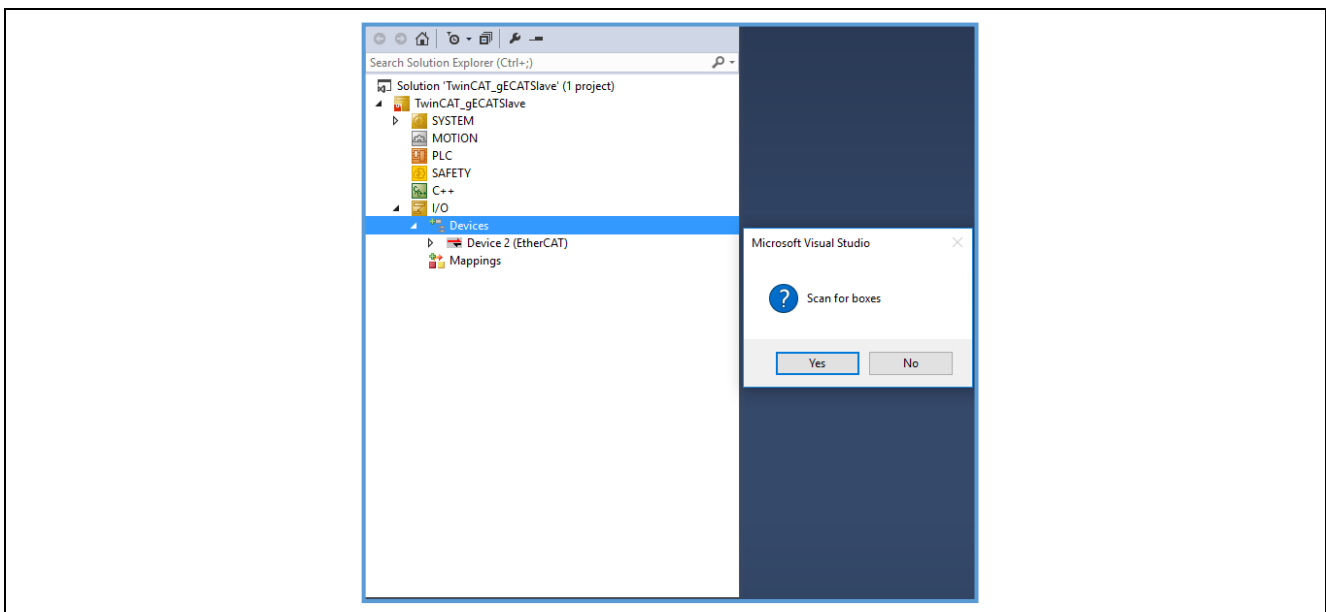 Search Solution Explorer (Ctrl+;)
Solution 'TwinCAT_gECATSlave' (1 project)
TwinCAT_gECATSlave
SYSTEM
MOTION
PLC
SAFETY
C++
I/O
Devices
Device 2 (EtherCAT)
Mappings
Microsoft Visual Studio
Scan for boxes
Yes No